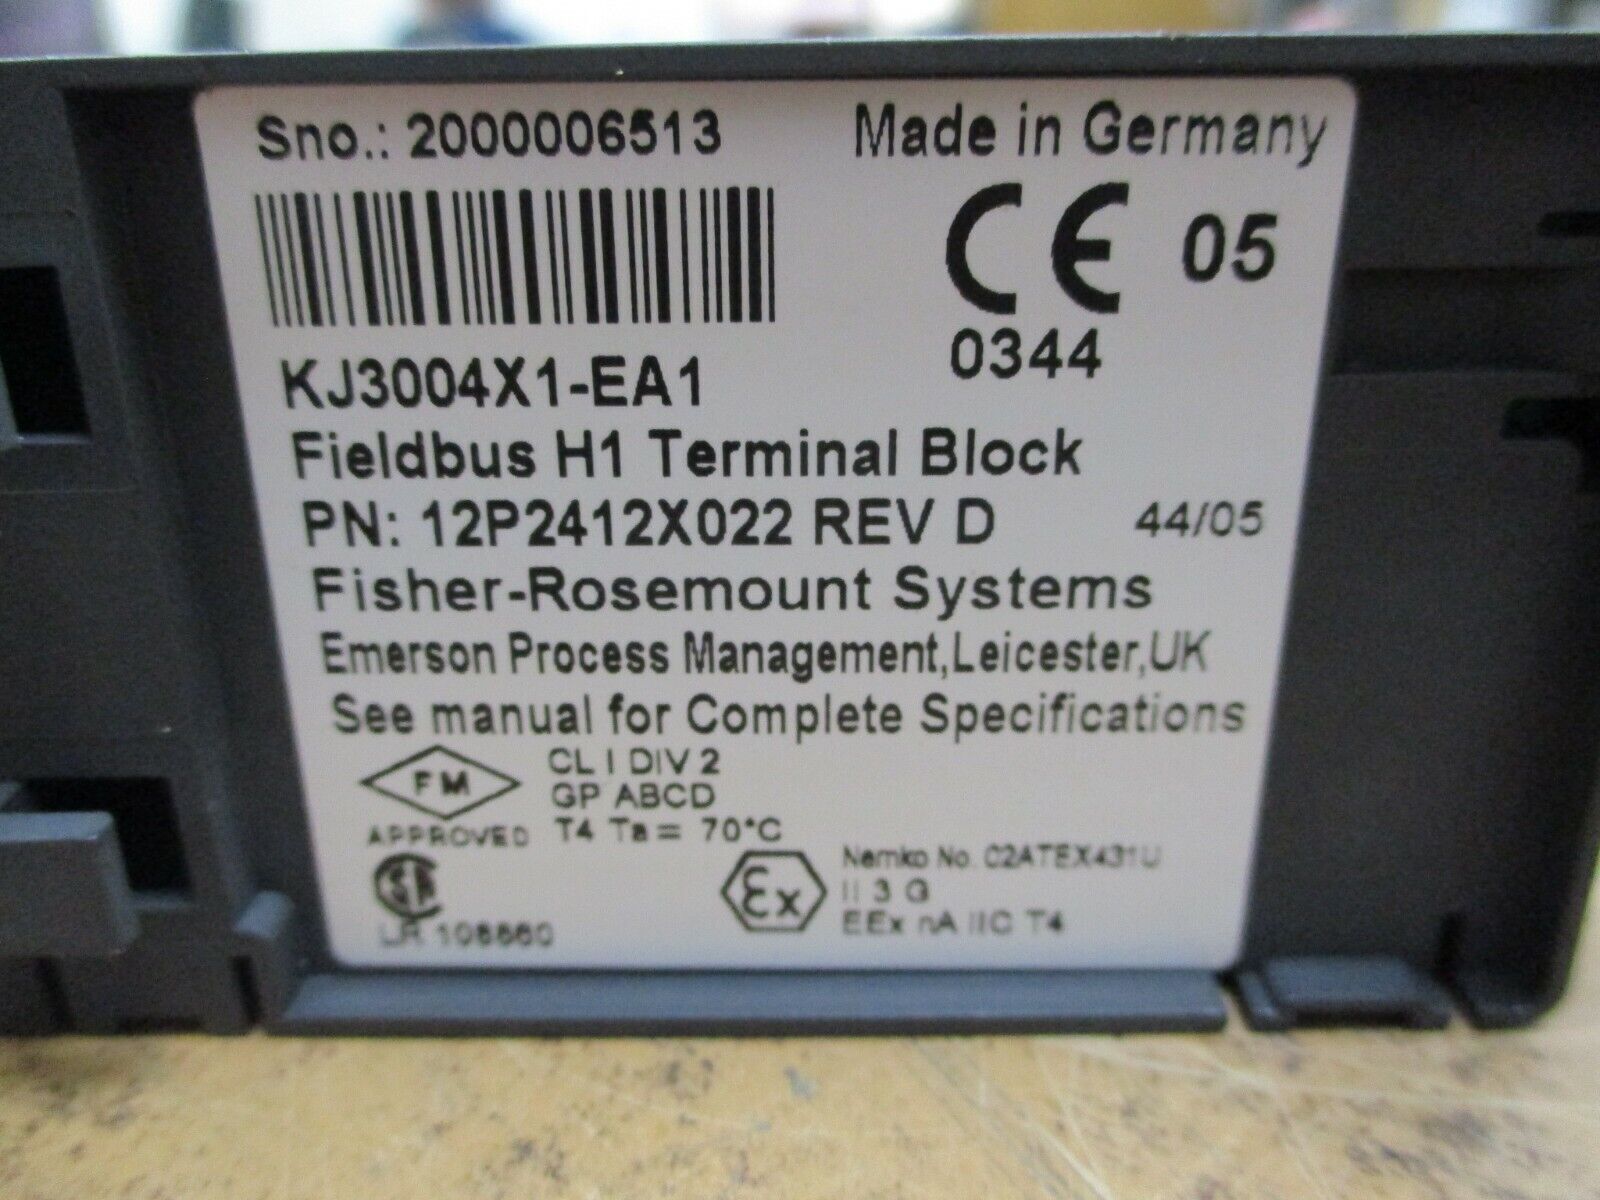 Sno.: 2000006513
Made in Germany
CE 05
0344
KJ3004X1-EA1
Fieldbus H1 Terminal Block
PN: 12P2412X022 REV D 44/05
Fisher-Rosemount Systems
Emerson Process Management,Leicester,UK
See manual for Complete Specifications
FM
APPROVED
CL I DIV 2
GP ABCD
T4 Ta = 70°C
LR
Ex
Nemko No. 02ATEX431U
II 3 G
EEx nA IIC T4